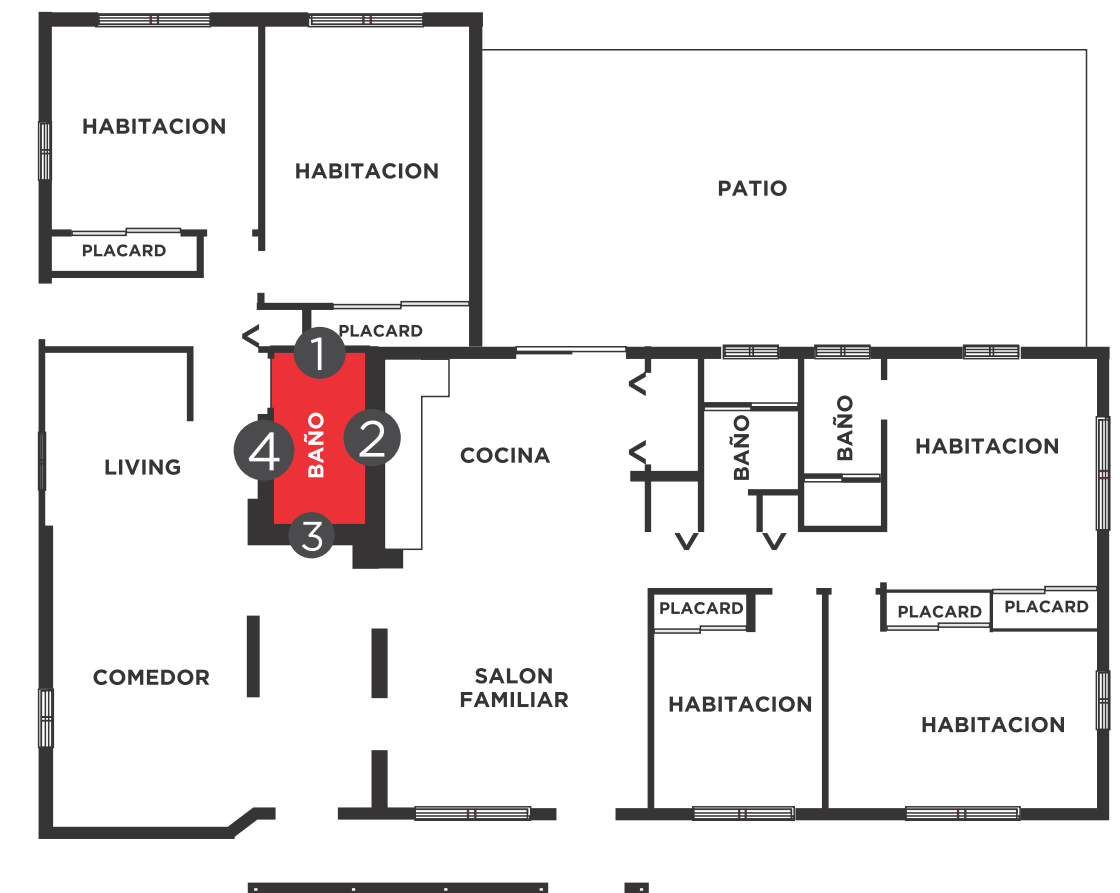 HABITACION
HABITACION
PATIO
PLACARD
PLACARD
1
2
4
3
BAÑO
LIVING
COCINA
BAÑO
BAÑO
HABITACION
PLACARD
PLACARD
PLACARD
COMEDOR
SALON
FAMILIAR
HABITACION
HABITACION